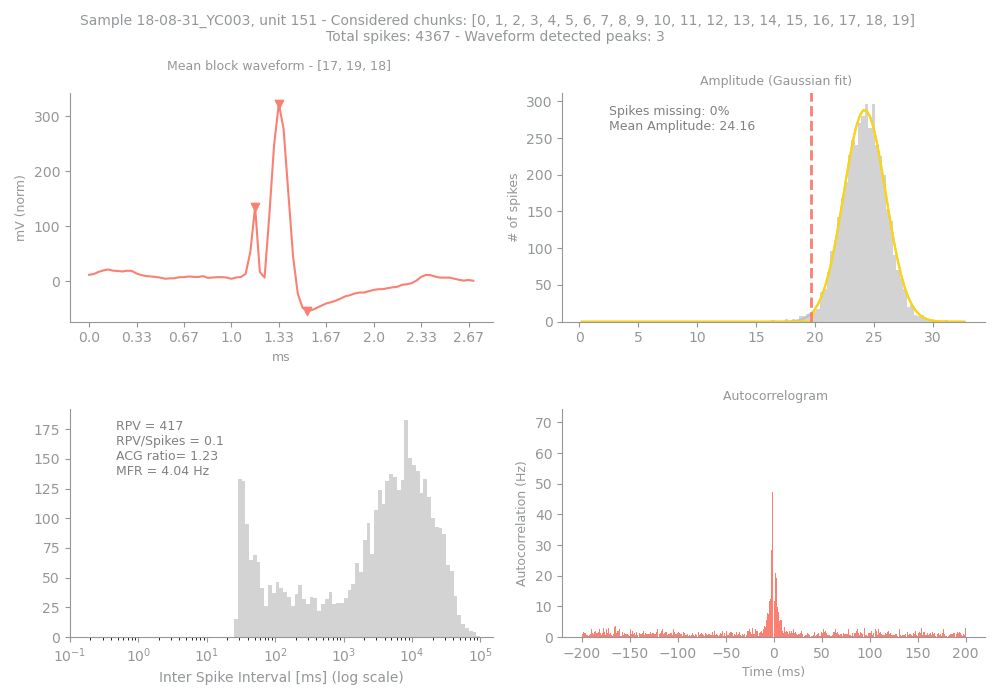 Sample 18-08-31_YC003, unit 151 - Considered chunks: [0, 1, 2, 3, 4, 5, 6, 7, 8, 9, 10, 11, 12, 13, 14, 15, 16, 17, 18, 19]
Total spikes: 4367 - Waveform detected peaks: 3
Mean block waveform - [17, 19, 18]
300
200
100
0
mV (norm)
0.0 0.33 0.67 1.0 1.33 1.67 2.0 2.33 2.67
ms
Amplitude (Gaussian fit)
Spikes missing: 0%
Mean Amplitude: 24.16
300
250
200
150
100
50
0
# of spikes
0 5 10 15 20 25 30
RPV = 417
RPV/Spikes = 0.1
ACG ratio= 1.23
MFR = 4.04 Hz
175
150
125
100
75
50
25
0
10⁻¹ 10⁰ 10¹ 10² 10³ 10⁴ 10⁵
Inter Spike Interval [ms] (log scale)
Autocorrelogram
70
60
50
40
30
20
10
0
Autocorrelation (Hz)
−200 −150 −100 −50 0 50 100 150 200
Time (ms)